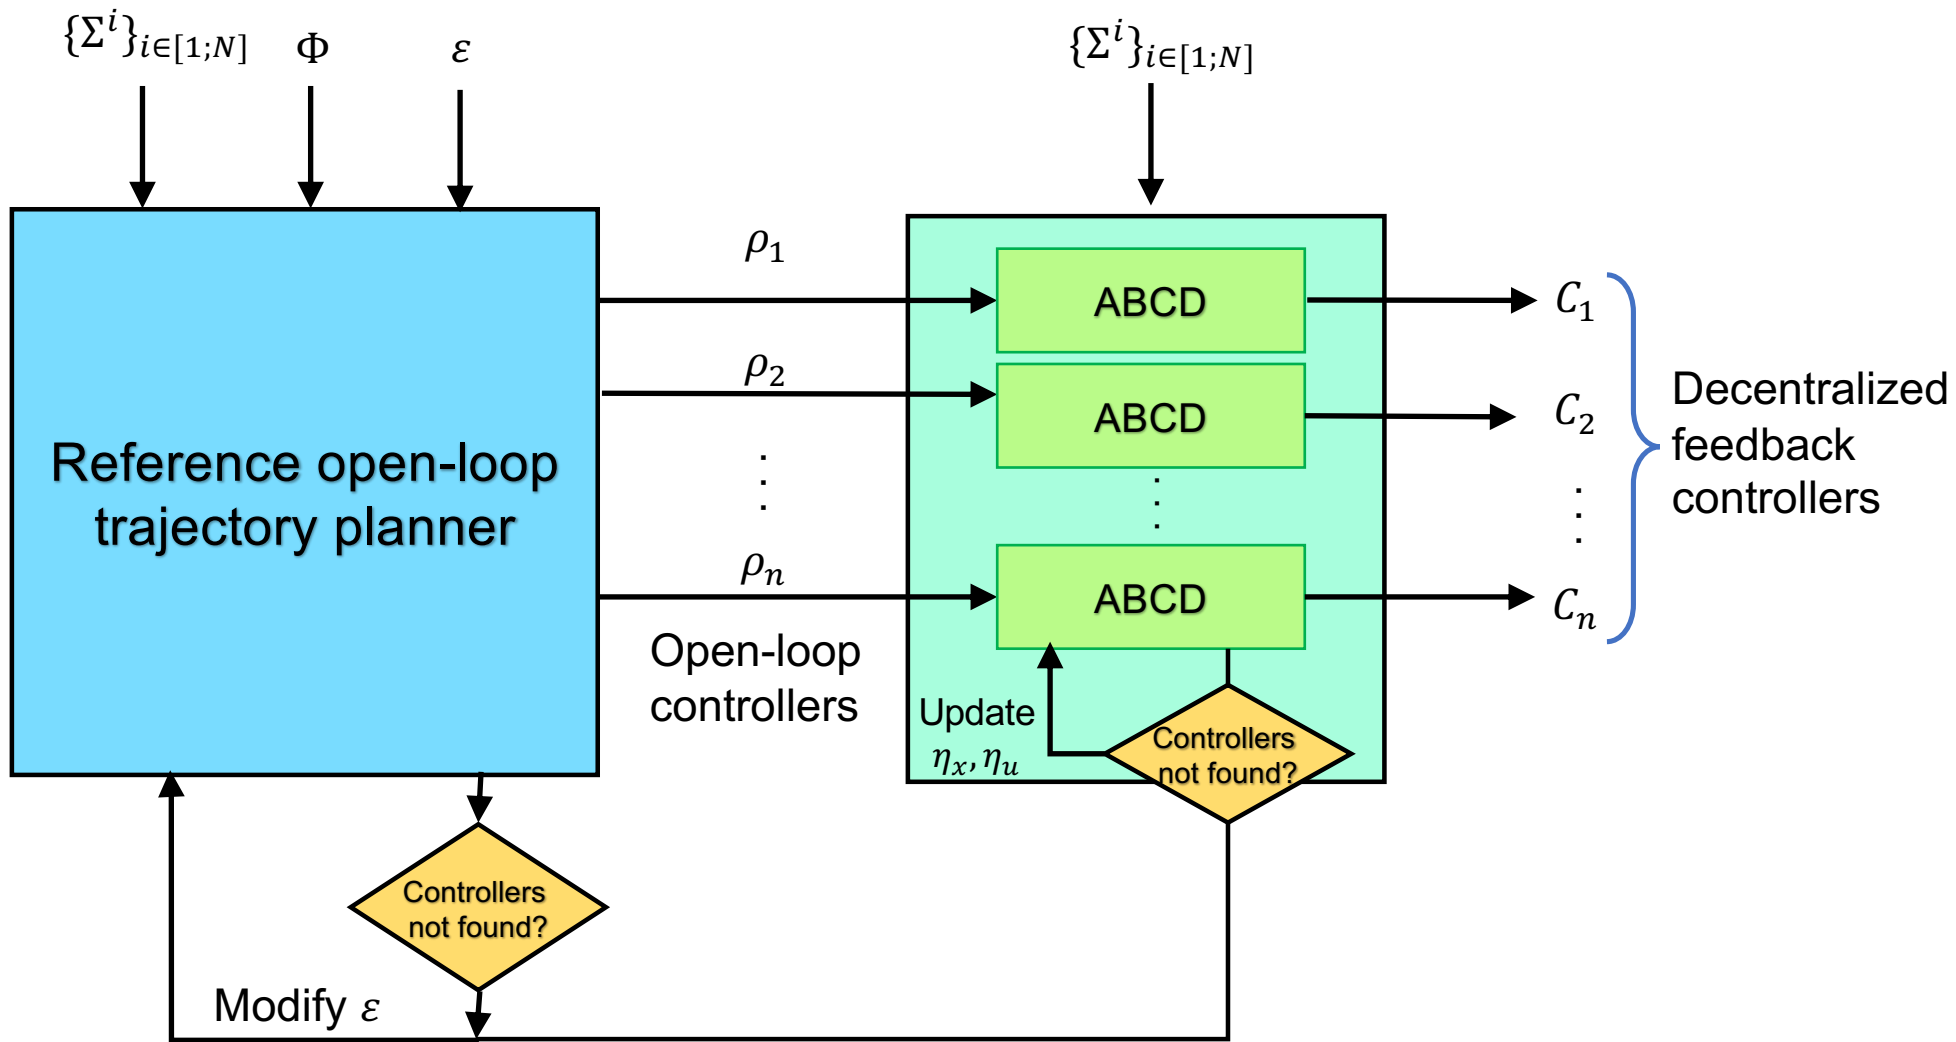 {Σ^i}_{i∈[1;N]} Φ ε
{Σ^i}_{i∈[1;N]}
Reference open-loop
trajectory planner
ρ_1
ρ_2
⋮
ρ_n
Open-loop
controllers
ABCD
ABCD
⋮
ABCD
Update
η_x, η_u
Controllers
not found?
C_1
C_2
⋮
C_n
Decentralized
feedback
controllers
Controllers
not found?
Modify ε